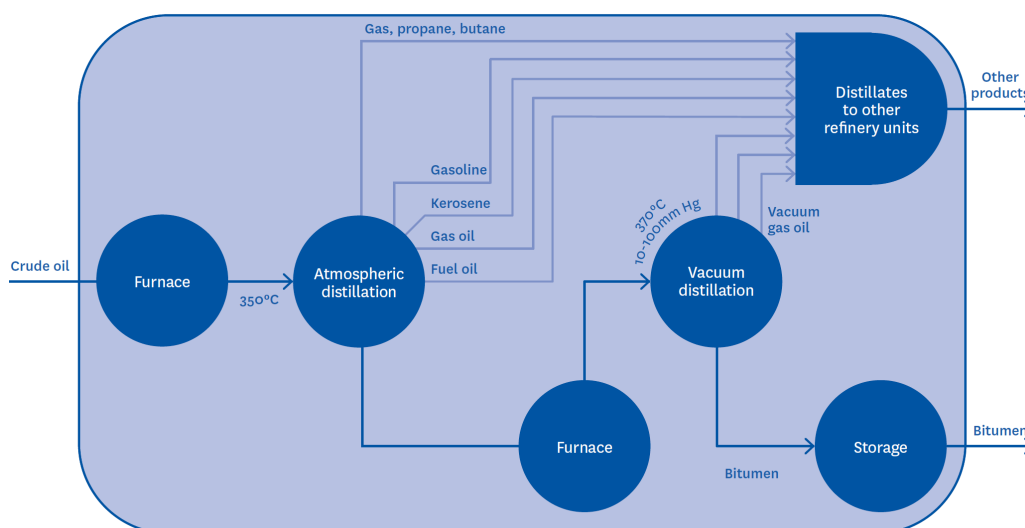 Gas, propane, butane
Other
products
Distillates
to other
refinery units
Gasoline
Kerosene
370°C
10-100mm Hg
Vacuum
gas oil
Gas oil
Crude oil
Furnace
350°C
Atmospheric
distillation
Fuel oil
Vacuum
distillation
Furnace
Bitumen
Storage
Bitumen